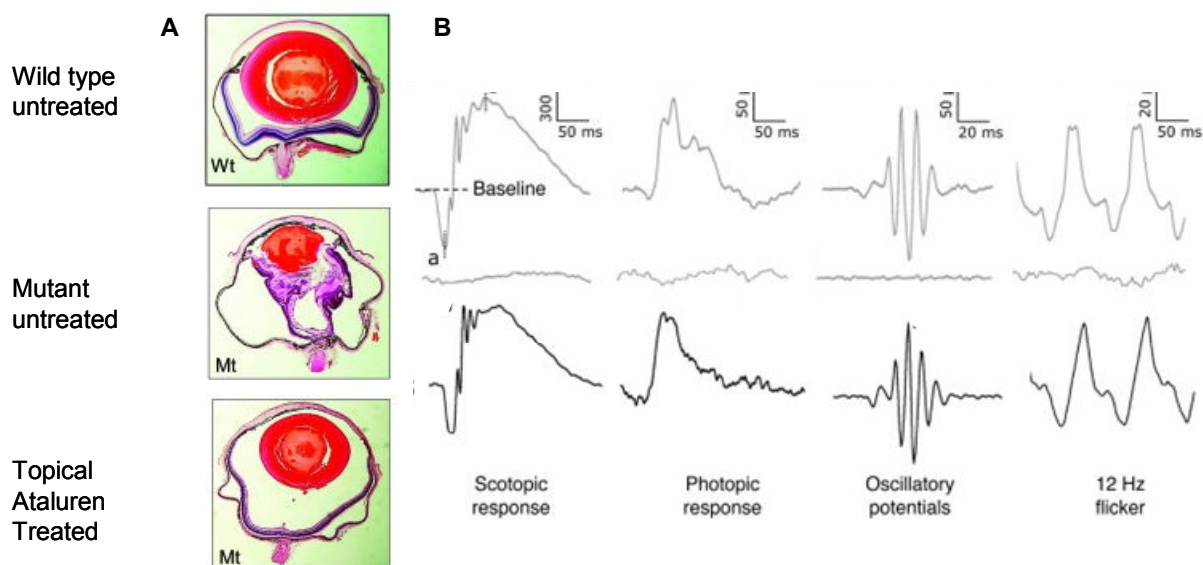 A
B
Wild type
untreated
Wt
300
50 ms
50
50 ms
50
20 ms
20
50 ms
Baseline
a
Mutant
untreated
Mt
Topical
Ataluren
Treated
Mt
Scotopic
response
Photopic
response
Oscillatory
potentials
12 Hz
flicker